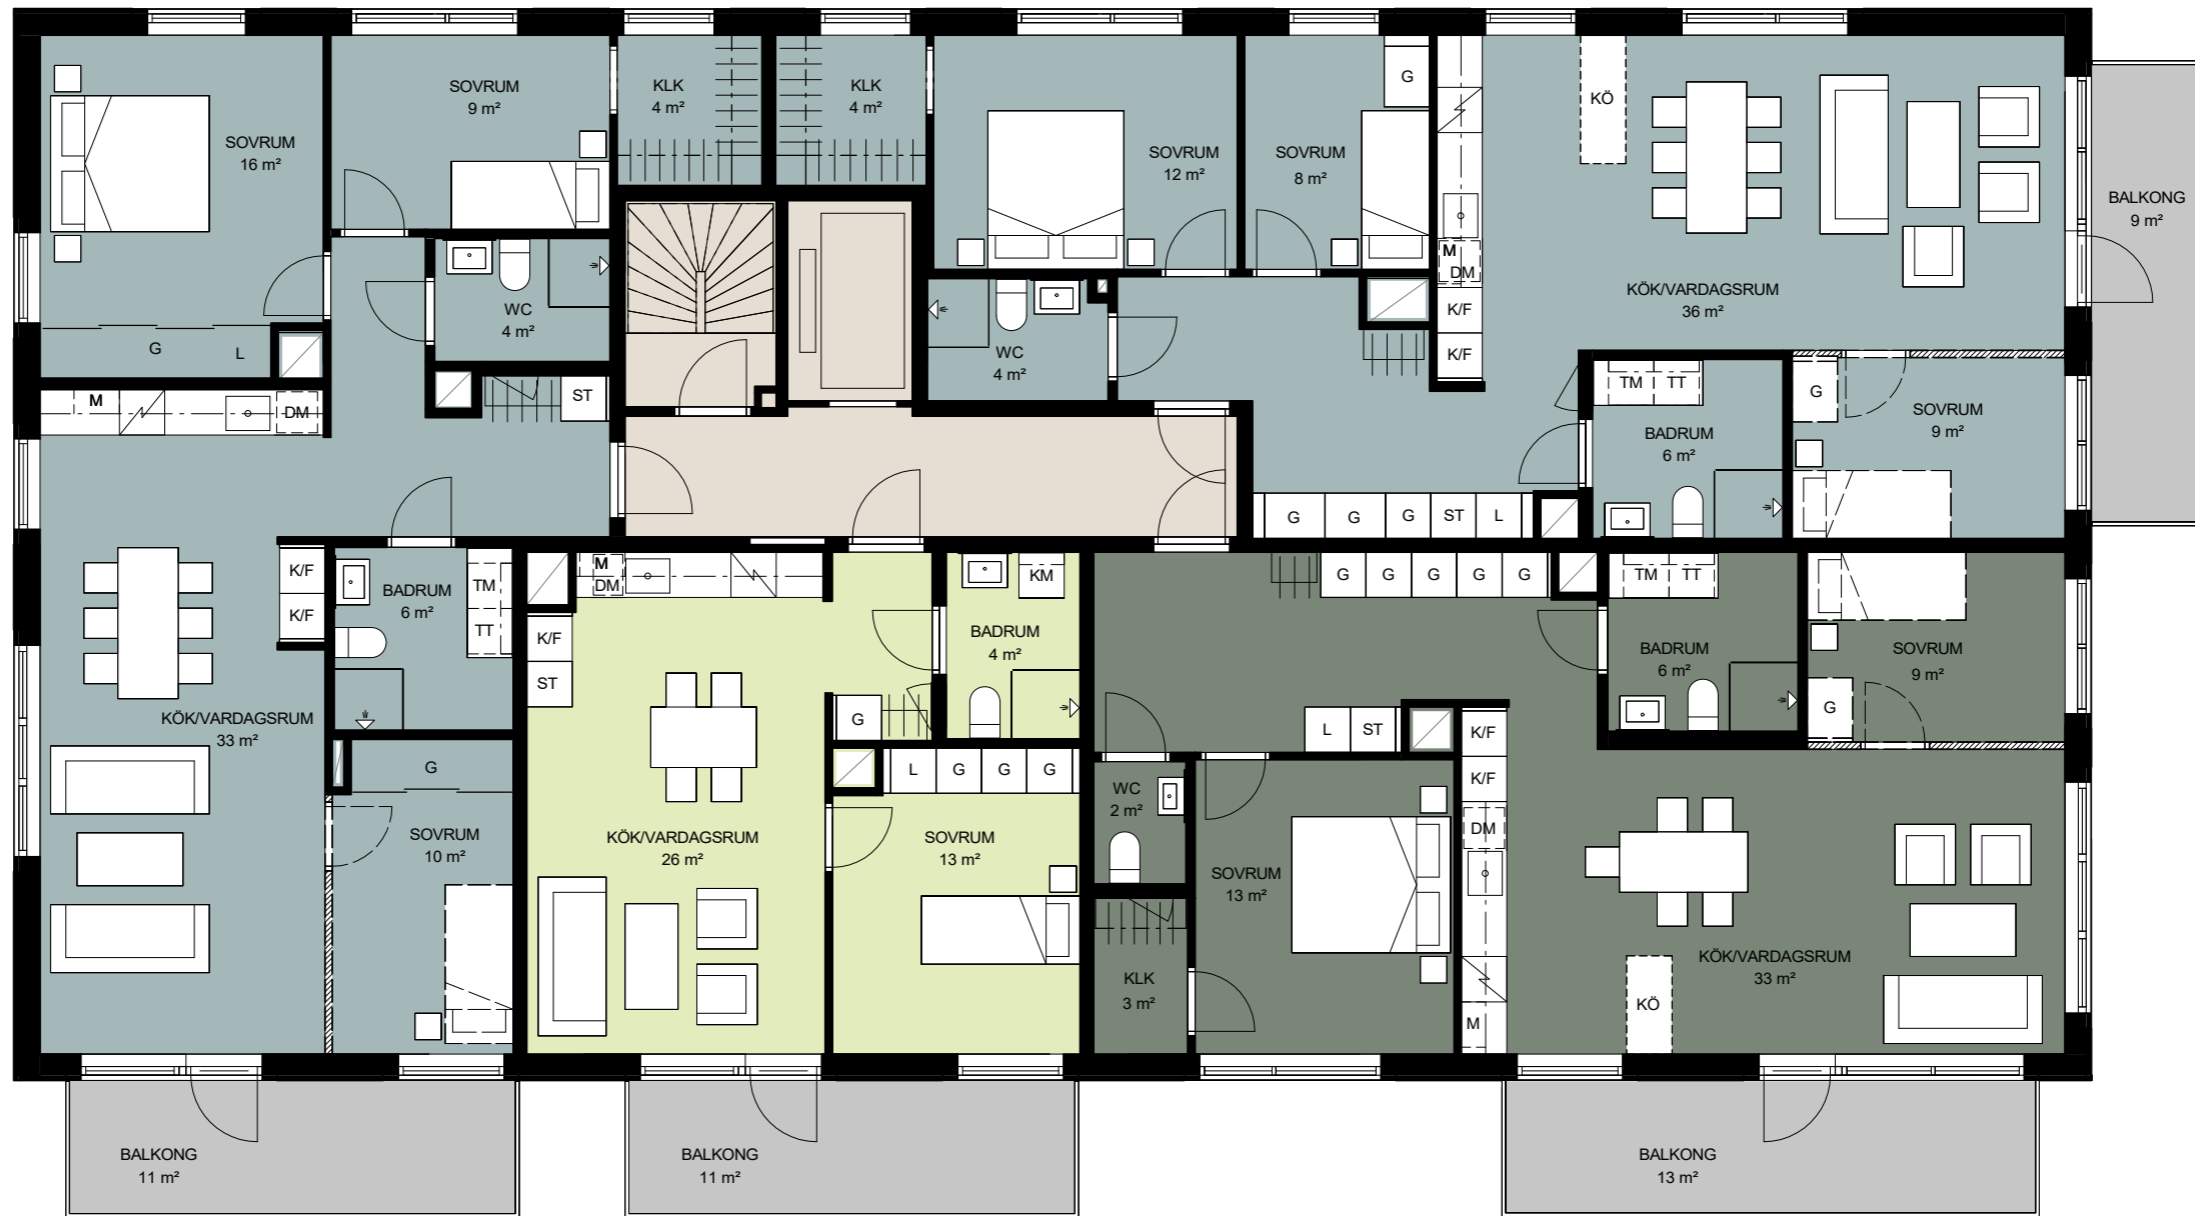 SOVRUM
16 m²
SOVRUM
9 m²
KLK
4 m²
KLK
4 m²
SOVRUM
12 m²
SOVRUM
8 m²
G
KÖ
M
DM
K/F
K/F
KÖK/VARDAGSRUM
36 m²
BALKONG
9 m²
WC
4 m²
G
L
WC
4 m²
M
DM
ST
TM
TT
BADRUM
6 m²
G
SOVRUM
9 m²
G
G
G
ST
L
K/F
K/F
BADRUM
6 m²
TM
TT
KÖK/VARDAGSRUM
33 m²
G
SOVRUM
10 m²
M
DM
K/F
ST
KM
BADRUM
4 m²
G
L
G
G
G
KÖK/VARDAGSRUM
26 m²
SOVRUM
13 m²
G
G
G
G
G
TM
TT
BADRUM
6 m²
SOVRUM
9 m²
G
L
ST
K/F
K/F
DM
M
WC
2 m²
SOVRUM
13 m²
KLK
3 m²
KÖK/VARDAGSRUM
33 m²
KÖ
BALKONG
11 m²
BALKONG
11 m²
BALKONG
13 m²